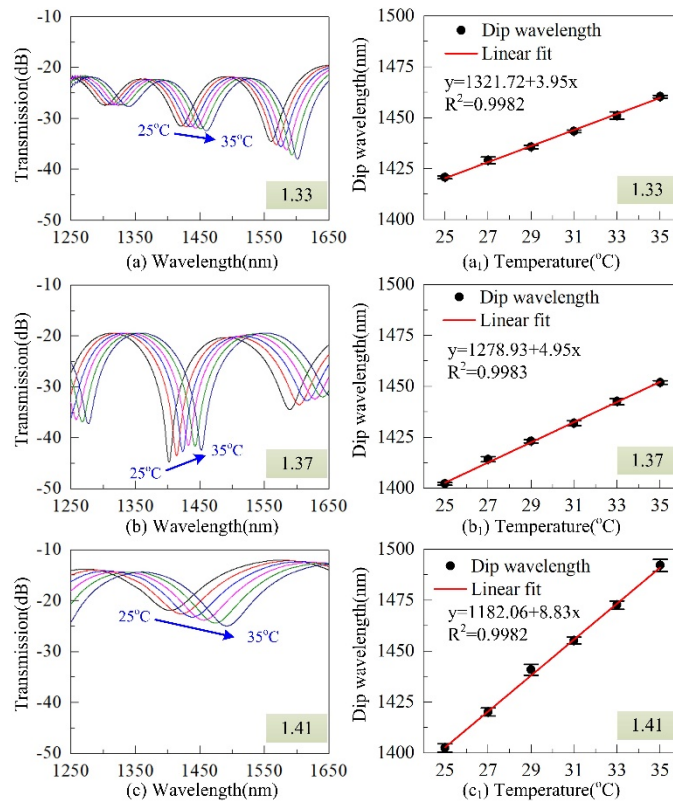 -10
-20
-30
-40
-50
Transmission(dB)
25°C
35°C
1.33
1250 1350 1450 1550 1650
(a) Wavelength(nm)
1500
1475
1450
1425
1400
Dip wavelength(nm)
Dip wavelength
Linear fit
y=1321.72+3.95x
R²=0.9982
1.33
25 27 29 31 33 35
(a₁) Temperature(°C)
-10
-20
-30
-40
-50
Transmission(dB)
25°C
35°C
1.37
1250 1350 1450 1550 1650
(b) Wavelength(nm)
1500
1475
1450
1425
1400
Dip wavelength(nm)
Dip wavelength
Linear fit
y=1278.93+4.95x
R²=0.9983
1.37
25 27 29 31 33 35
(b₁) Temperature(°C)
-10
-20
-30
-40
-50
Transmission(dB)
25°C
35°C
1.41
1250 1350 1450 1550 1650
(c) Wavelength(nm)
1500
1475
1450
1425
1400
Dip wavelength(nm)
Dip wavelength
Linear fit
y=1182.06+8.83x
R²=0.9982
1.41
25 27 29 31 33 35
(c₁) Temperature(°C)